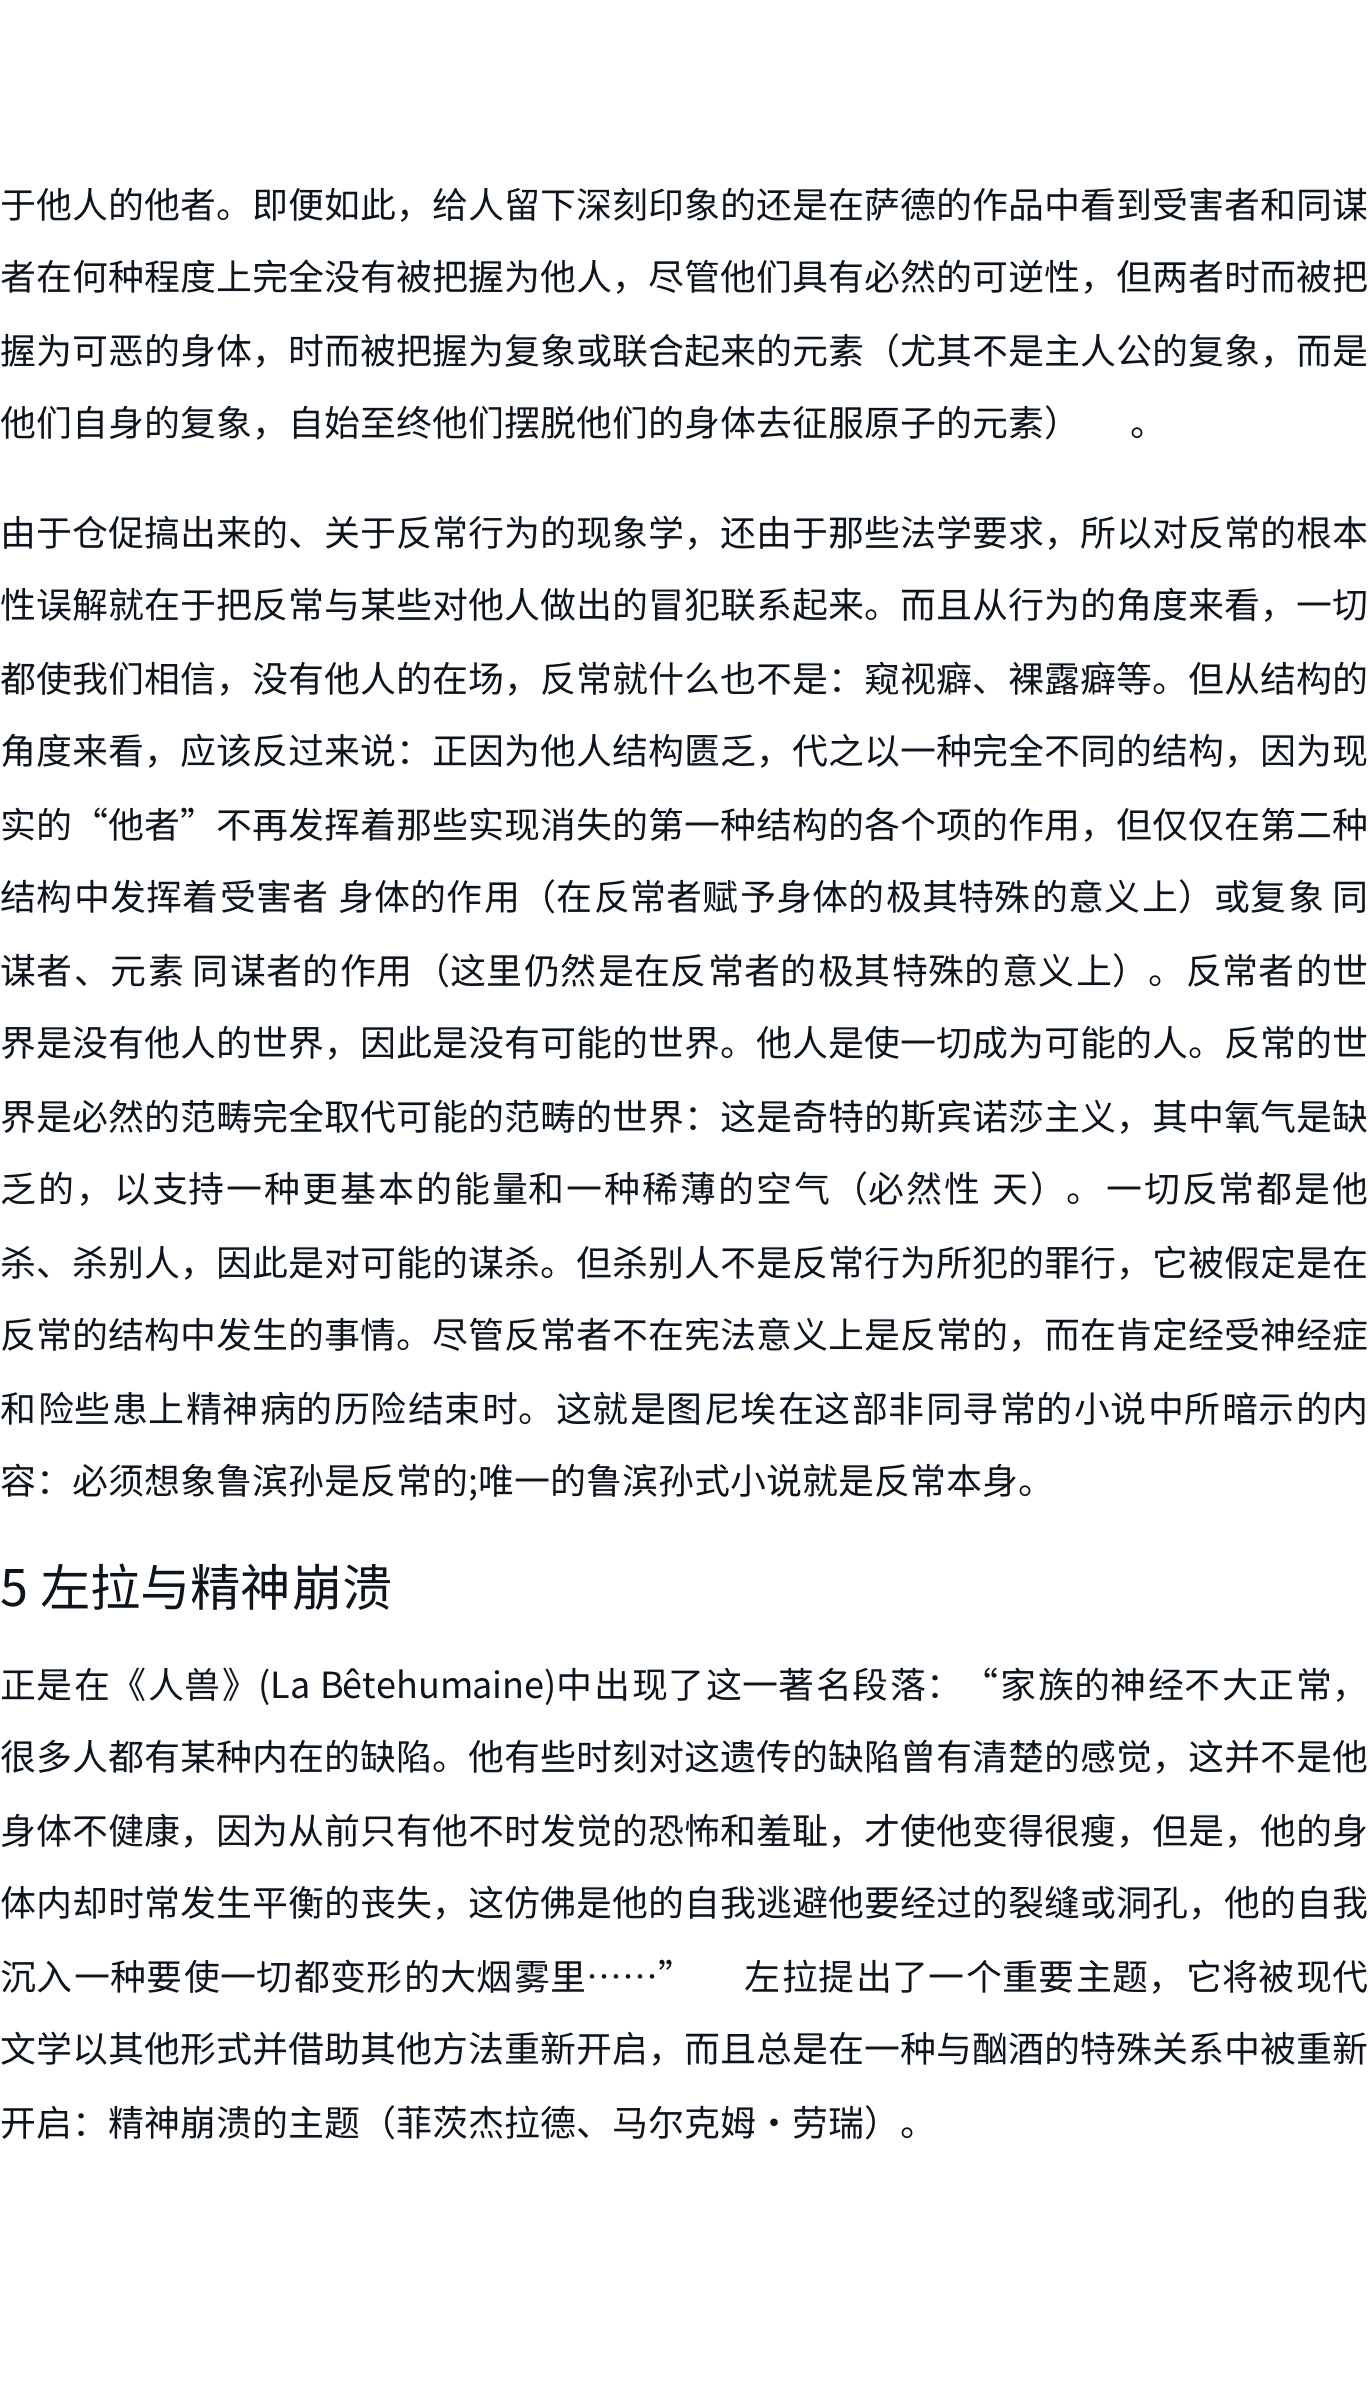 于他人的他者。即便如此，给人留下深刻印象的还是在萨德的作品中看到受害者和同谋
者在何种程度上完全没有被把握为他人，尽管他们具有必然的可逆性，但两者时而被把
握为可恶的身体，时而被把握为复象或联合起来的元素（尤其不是主人公的复象，而是
他们自身的复象，自始至终他们摆脱他们的身体去征服原子的元素） 。
由于仓促搞出来的、关于反常行为的现象学，还由于那些法学要求，所以对反常的根本
性误解就在于把反常与某些对他人做出的冒犯联系起来。而且从行为的角度来看，一切
都使我们相信，没有他人的在场，反常就什么也不是：窥视癖、裸露癖等。但从结构的
角度来看，应该反过来说：正因为他人结构匮乏，代之以一种完全不同的结构，因为现
实的“他者”不再发挥着那些实现消失的第一种结构的各个项的作用，但仅仅在第二种
结构中发挥着受害者 身体的作用（在反常者赋予身体的极其特殊的意义上）或复象 同
谋者、元素 同谋者的作用（这里仍然是在反常者的极其特殊的意义上）。反常者的世
界是没有他人的世界，因此是没有可能的世界。他人是使一切成为可能的人。反常的世
界是必然的范畴完全取代可能的范畴的世界：这是奇特的斯宾诺莎主义，其中氧气是缺
乏的，以支持一种更基本的能量和一种稀薄的空气（必然性 天）。一切反常都是他
杀、杀别人，因此是对可能的谋杀。但杀别人不是反常行为所犯的罪行，它被假定是在
反常的结构中发生的事情。尽管反常者不在宪法意义上是反常的，而在肯定经受神经症
和险些患上精神病的历险结束时。这就是图尼埃在这部非同寻常的小说中所暗示的内
容：必须想象鲁滨孙是反常的;唯一的鲁滨孙式小说就是反常本身。
5 左拉与精神崩溃
正是在《人兽》(La Bêtehumaine)中出现了这一著名段落：“家族的神经不大正常，
很多人都有某种内在的缺陷。他有些时刻对这遗传的缺陷曾有清楚的感觉，这并不是他
身体不健康，因为从前只有他不时发觉的恐怖和羞耻，才使他变得很瘦，但是，他的身
体内却时常发生平衡的丧失，这仿佛是他的自我逃避他要经过的裂缝或洞孔，他的自我
沉入一种要使一切都变形的大烟雾里……” 左拉提出了一个重要主题，它将被现代
文学以其他形式并借助其他方法重新开启，而且总是在一种与酗酒的特殊关系中被重新
开启：精神崩溃的主题（菲茨杰拉德、马尔克姆·劳瑞）。